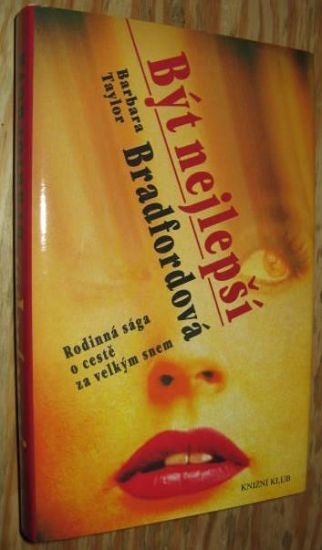 Být nejlepší
Barbara
Taylor
Bradfordová
Rodinná sága
o cestě
za velkým snem
KNIŽNÍ KLUB